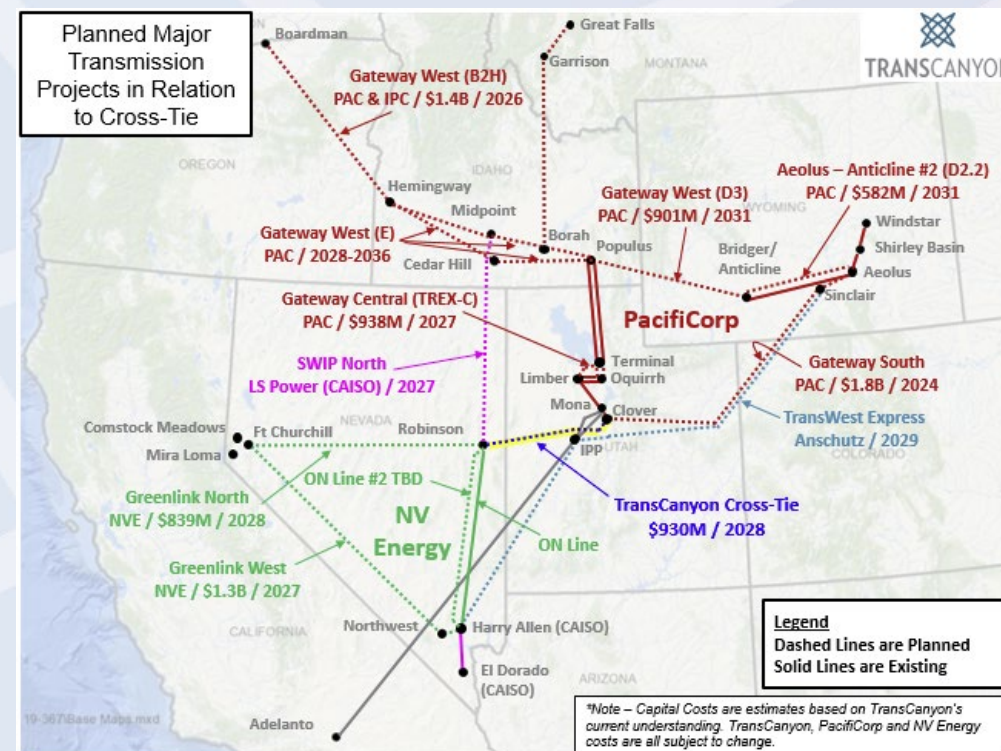 Planned Major
Transmission
Projects in Relation
to Cross-Tie
TRANSCANYON
Boardman
Great Falls
Garrison
MONTANA
Gateway West (B2H)
PAC & IPC / $1.4B / 2026
OREGON
IDAHO
Hemingway
Midpoint
Gateway West (D3)
PAC / $901M / 2031
Aeolus – Anticline #2 (D2.2)
PAC / $582M / 2031
WYOMING
Windstar
Gateway West (E)
PAC / 2028-2036
Borah
Populus
Bridger/
Anticline
Shirley Basin
Cedar Hill
Aeolus
Sinclair
Gateway Central (TREX-C)
PAC / $938M / 2027
PacifiCorp
SWIP North
LS Power (CAISO) / 2027
Terminal
Limber
Oquirrh
Gateway South
PAC / $1.8B / 2024
Mona
Clover
NEVADA
Comstock Meadows
Ft Churchill
Robinson
TransWest Express
Anschutz / 2029
Mira Loma
IPP
UTAH
COLORADO
ON Line #2 TBD
Greenlink North
NVE / $839M / 2028
NV
Energy
TransCanyon Cross-Tie
$930M / 2028
ON Line
Greenlink West
NVE / $1.3B / 2027
CALIFORNIA
Northwest
Harry Allen (CAISO)
Legend
Dashed Lines are Planned
Solid Lines are Existing
El Dorado
(CAISO)
ARIZONA
19-367\Base Maps.mxd
Adelanto
*Note – Capital Costs are estimates based on TransCanyon's
current understanding. TransCanyon, PacifiCorp and NV Energy
costs are all subject to change.